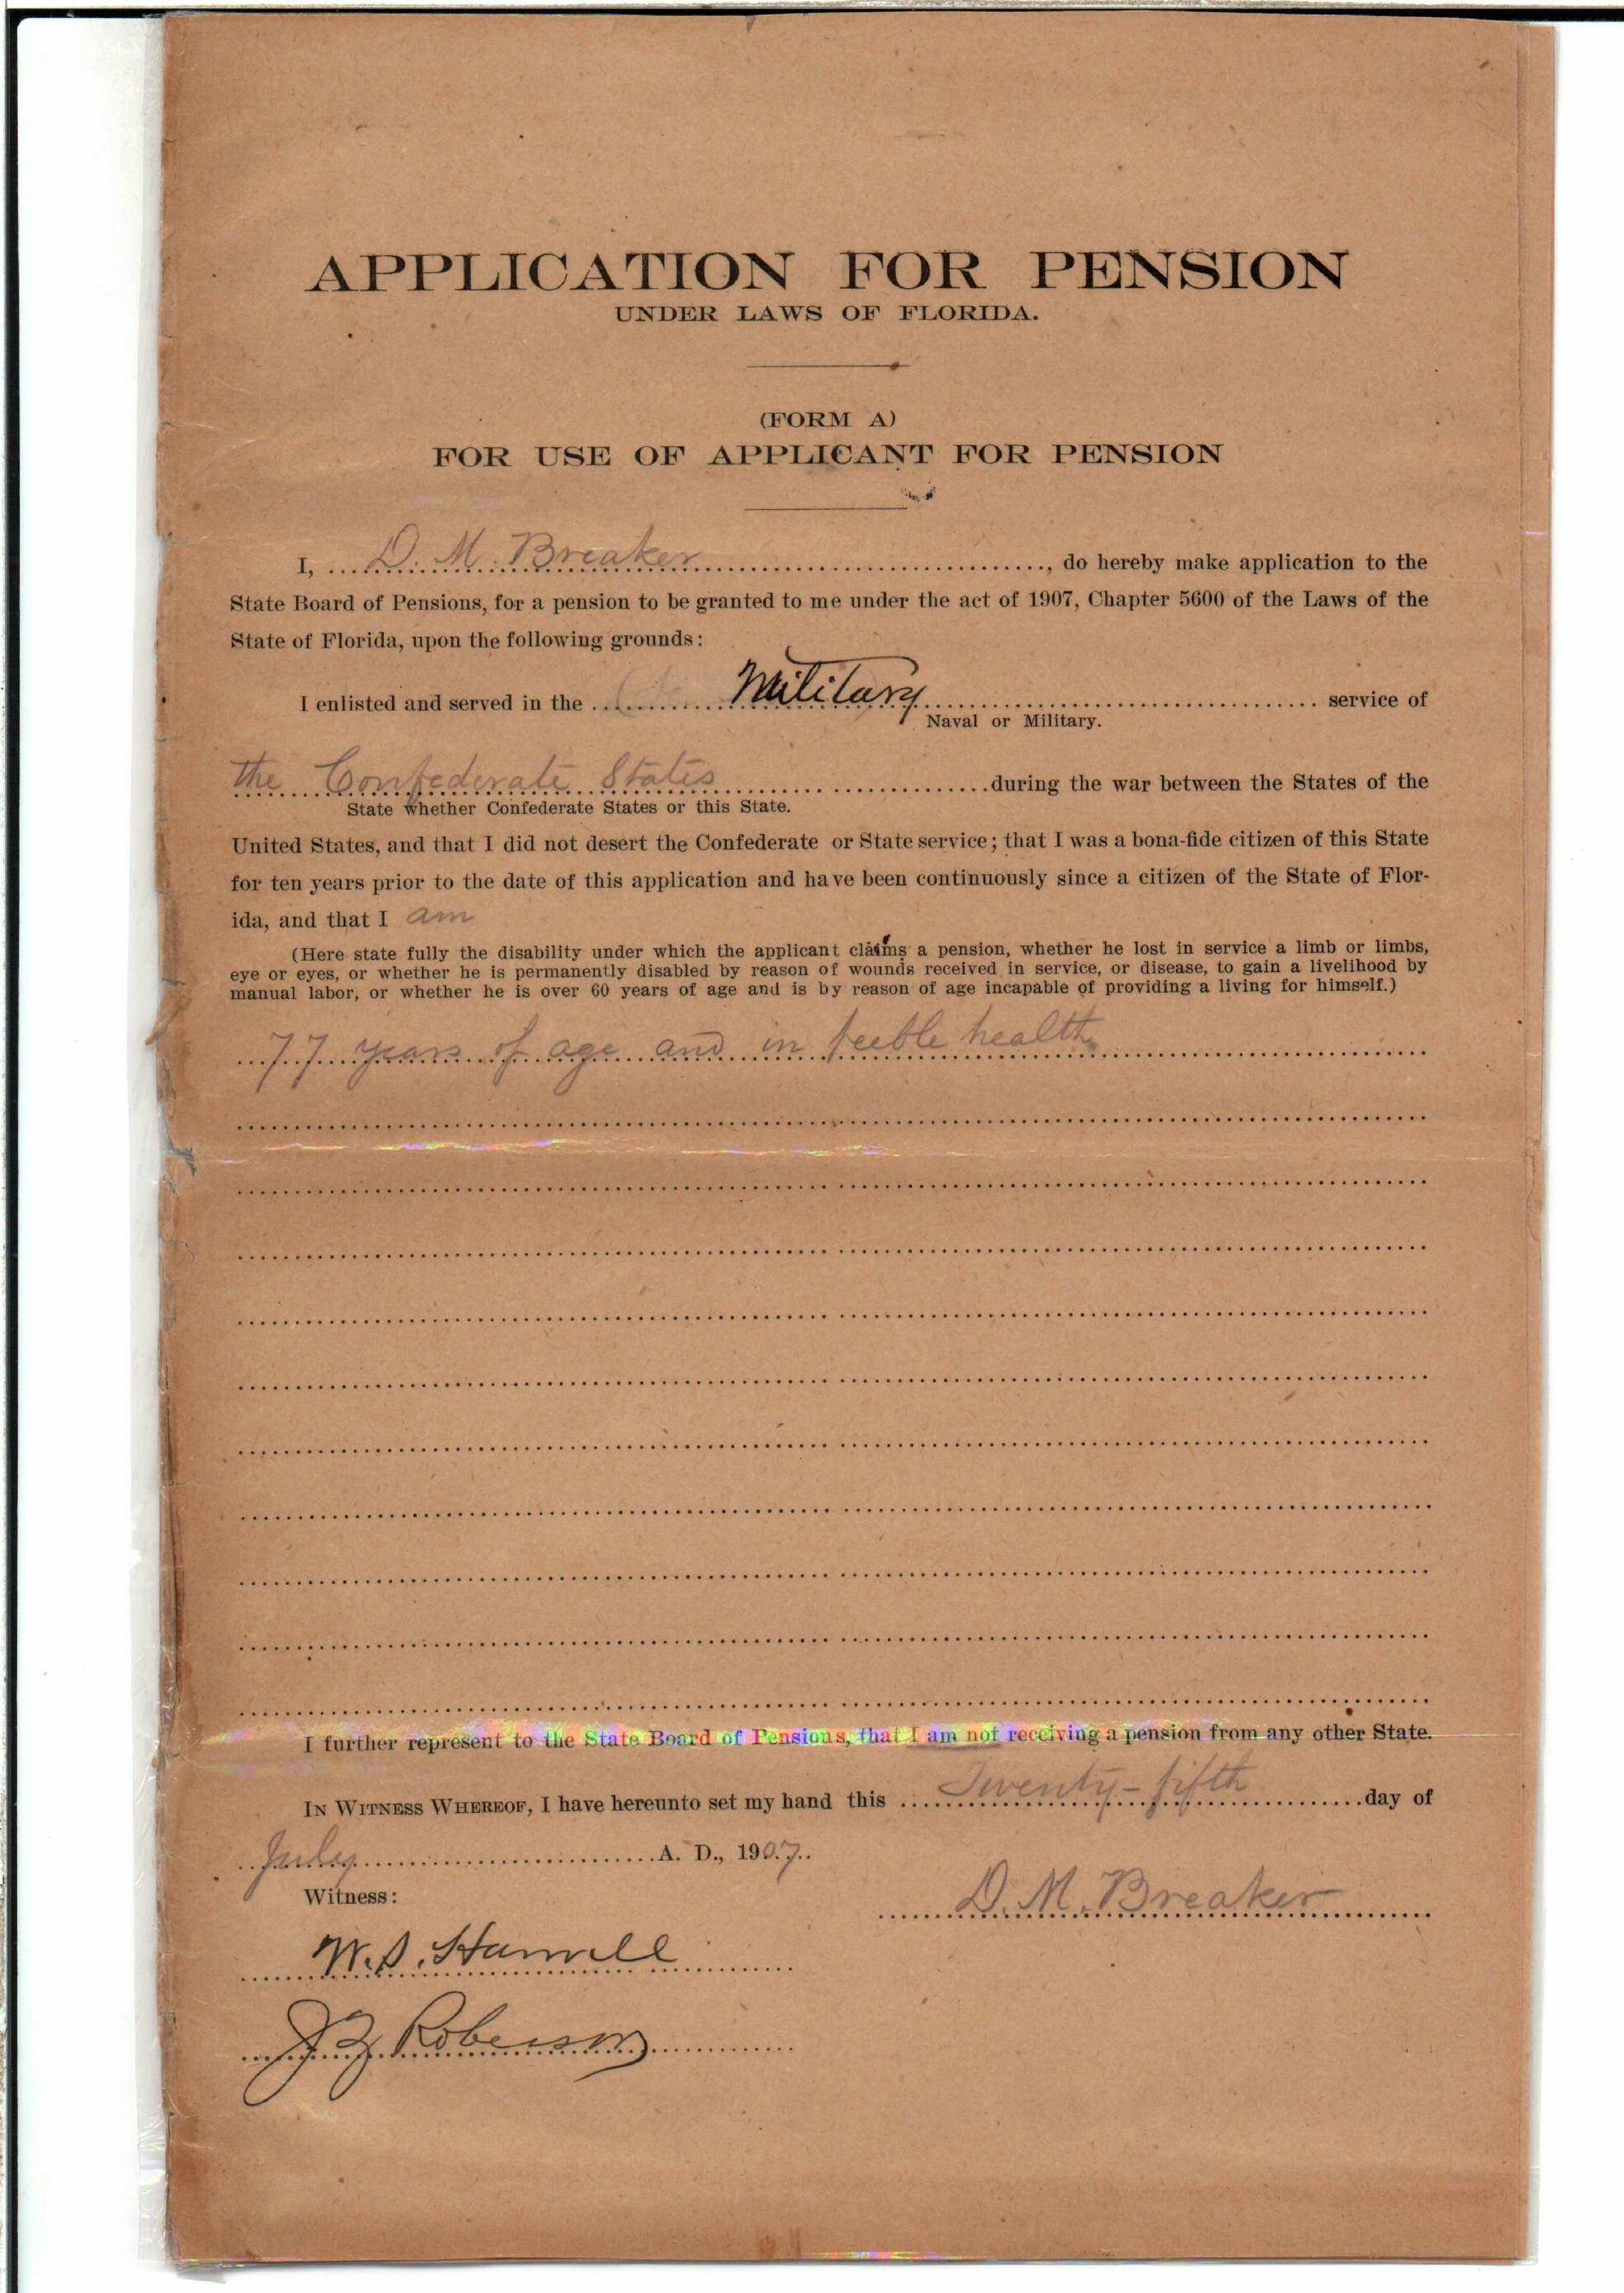 APPLICATION FOR PENSION
UNDER LAWS OF FLORIDA.
(FORM A)
FOR USE OF APPLICANT FOR PENSION
I, D. M. Breaker, do hereby make application to the
State Board of Pensions, for a pension to be granted to me under the act of 1907, Chapter 5600 of the Laws of the
State of Florida, upon the following grounds:
I enlisted and served in the Military service of
Naval or Military.
the Confederate States during the war between the States of the
State whether Confederate States or this State.
United States, and that I did not desert the Confederate or State service; that I was a bona-fide citizen of this State
for ten years prior to the date of this application and have been continuously since a citizen of the State of Flor-
ida, and that I am
(Here state fully the disability under which the applicant claims a pension, whether he lost in service a limb or limbs,
eye or eyes, or whether he is permanently disabled by reason of wounds received in service, or disease, to gain a livelihood by
manual labor, or whether he is over 60 years of age and is by reason of age incapable of providing a living for himself.)
77 years of age and in feeble health
I further represent to the State Board of Pensions, that I am not receiving a pension from any other State.
IN WITNESS WHEREOF, I have hereunto set my hand this Twenty-fifth day of
July A. D., 1907.
Witness:
D. M. Breaker
Roberson